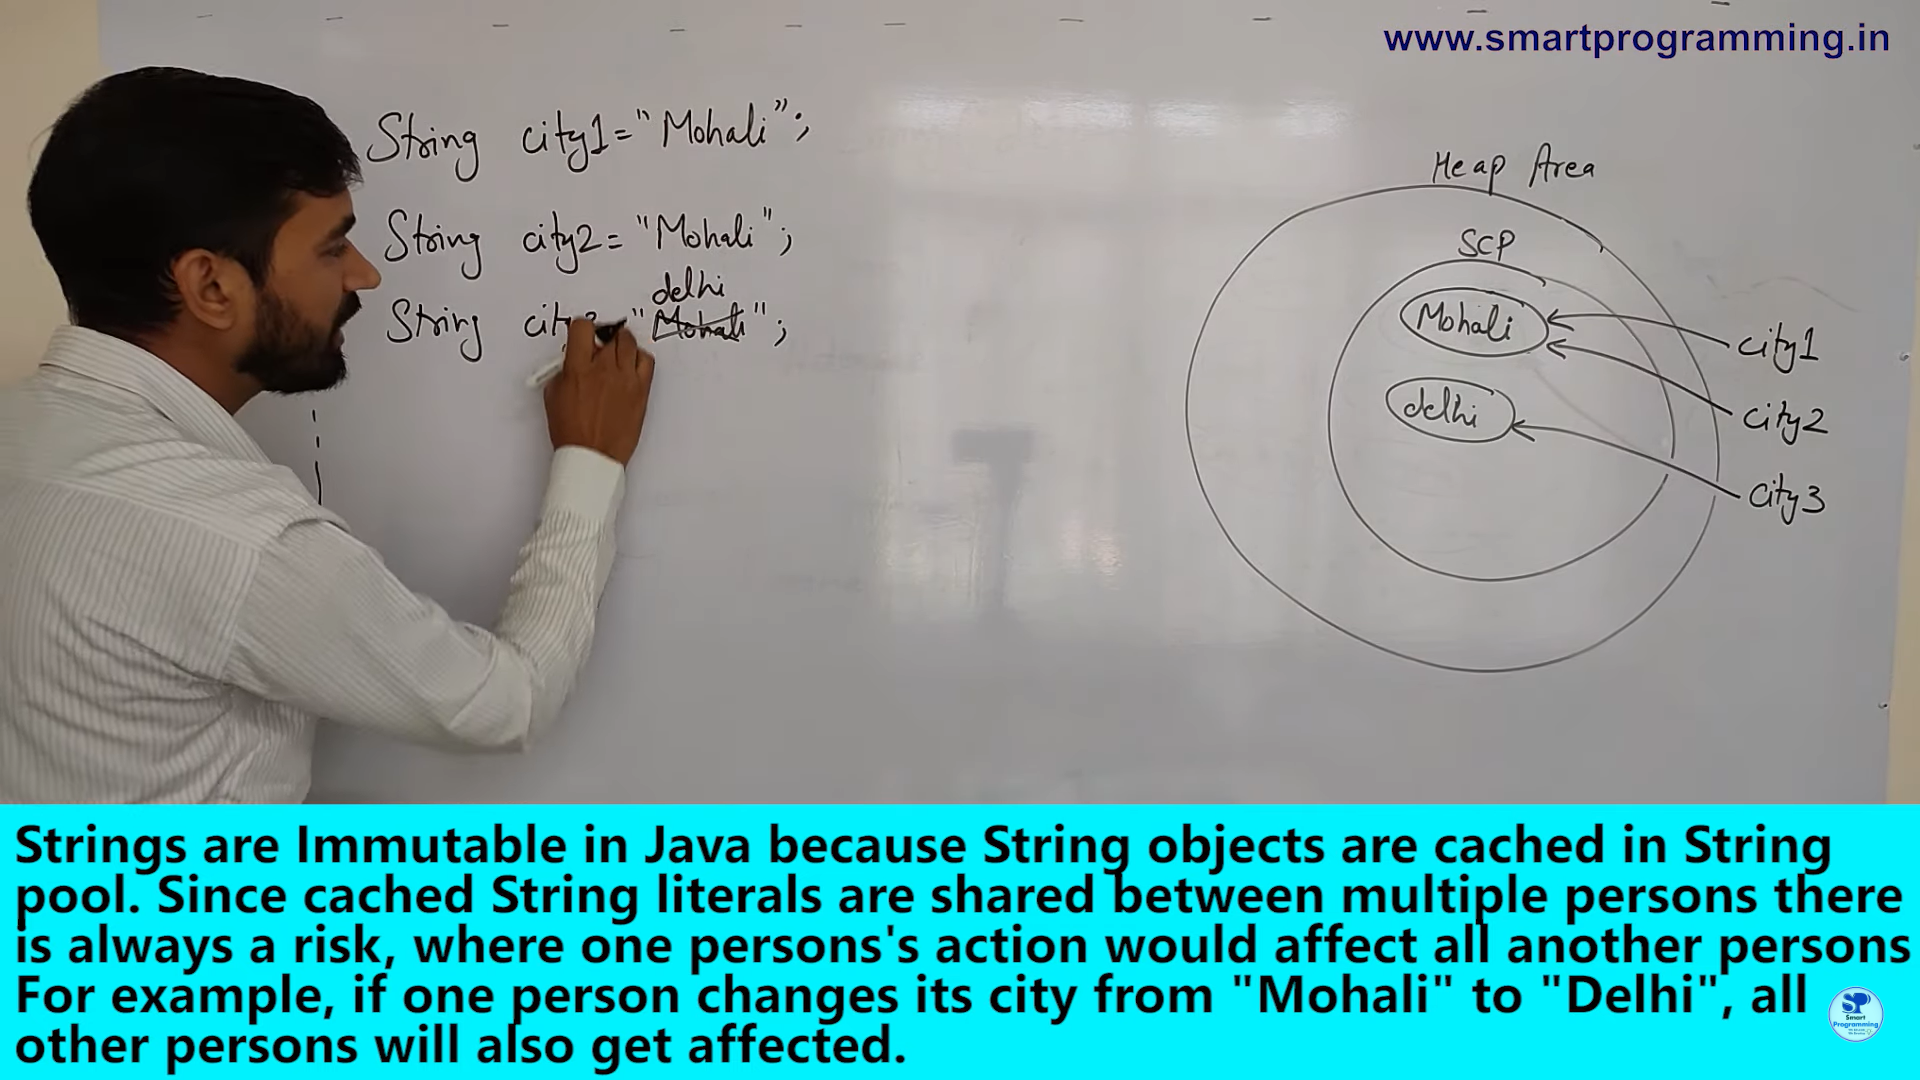 www.smartprogramming.in
String city1 = "Mohali";
String city2 = "Mohali";
delhi
String "Mohali";
Heap Area
SCP
Mohali
delhi
city1
city2
city3
Strings are Immutable in Java because String objects are cached in String
pool. Since cached String literals are shared between multiple persons there
is always a risk, where one persons's action would affect all another persons
For example, if one person changes its city from "Mohali" to "Delhi", all
other persons will also get affected.
SP
Smart
Programming